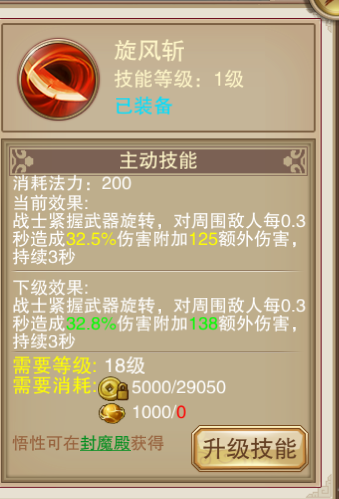 旋风斩
技能等级：1级
已装备
主动技能
消耗法力：200
当前效果:
战士紧握武器旋转，对周围敌人每0.3
秒造成32.5%伤害附加125额外伤害，
持续3秒
下级效果:
战士紧握武器旋转，对周围敌人每0.3
秒造成32.8%伤害附加138额外伤害，
持续3秒
需要等级: 18级
需要消耗: 5000/29050
1000/0
悟性可在封魔殿获得
升级技能